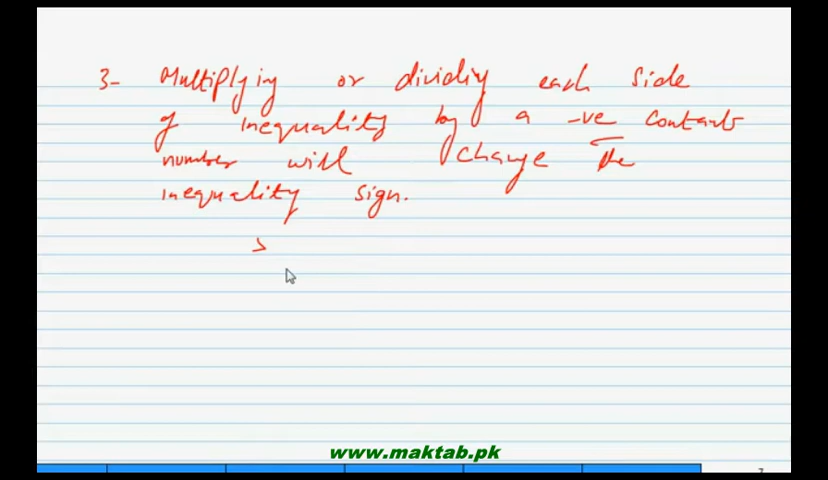 3- Multiplying or dividing each side
of inequality by a -ve contant
number will change the
inequality sign.
>
www.maktab.pk